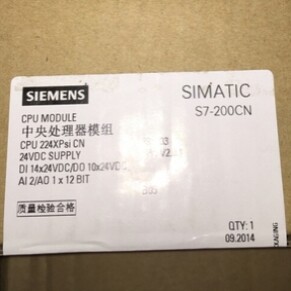 SIEMENS
SIMATIC
S7-200CN
CPU MODULE
中央处理器模组
CPU 224XPsi CN
24VDC SUPPLY
DI 14x24VDC/DO 10x24VDC
AI 2/AO 1 x 12 BIT
质量检验合格
QTY: 1
09.2014